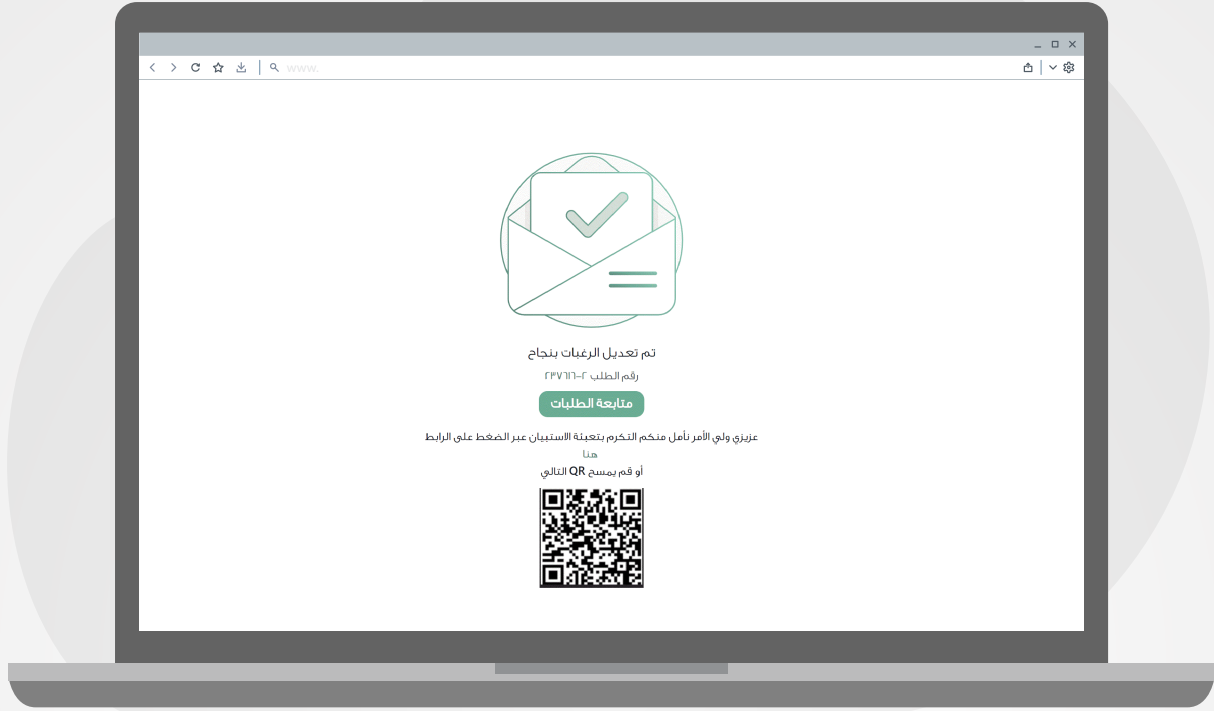 www.
تم تعديل الرغبات بنجاح
رقم الطلب ٢-٢٣٧٦١٦
متابعة الطلبات
عزيزي ولي الأمر نأمل منكم التكرم بتعبئة الاستبيان عبر الضغط على الرابط
هنا
أو قم بمسح QR التالي